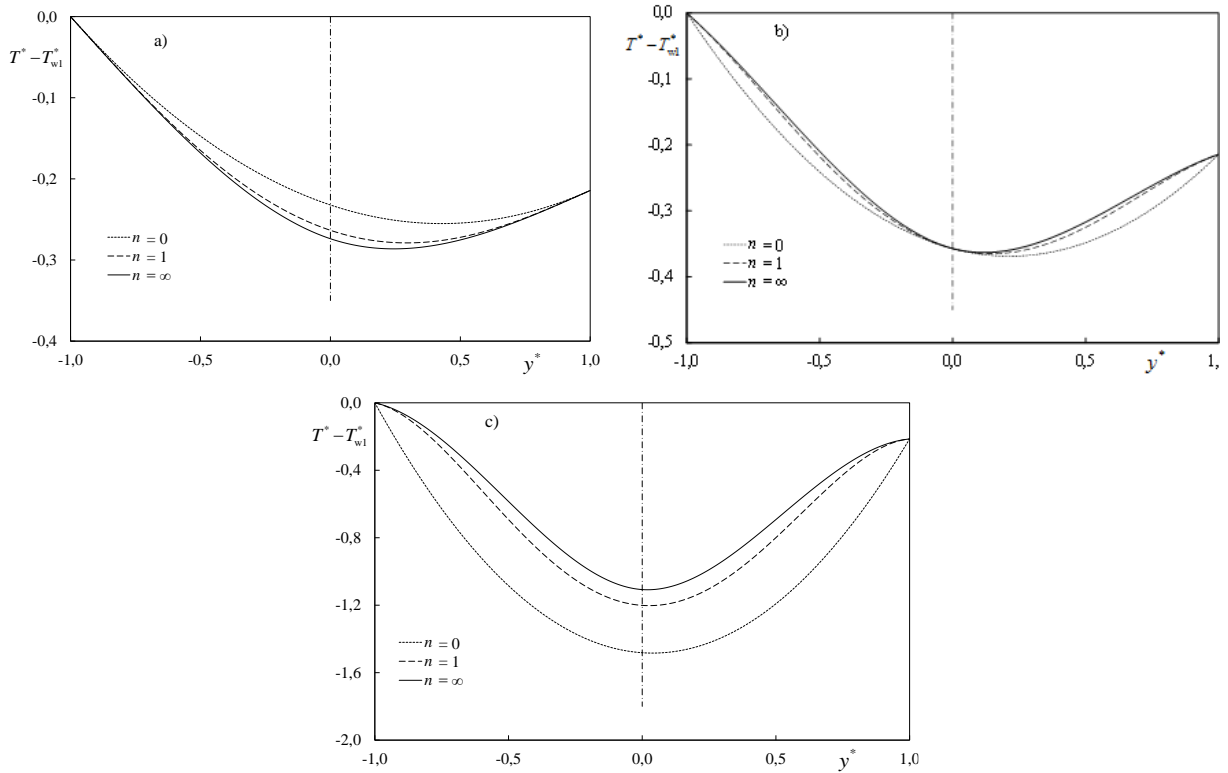 0,0
a)
T* – T*w1
-0,1
-0,2
-0,3
-0,4
n = 0
n = 1
n = ∞
-1,0 -0,5 0,0 0,5 1,0
y*
0,0
b)
T* – T*w1
-0,1
-0,2
-0,3
-0,4
-0,5
n = 0
n = 1
n = ∞
-1,0 -0,5 0,0 0,5 1,
y*
0,0
c)
T* – T*w1
-0,4
-0,8
-1,2
-1,6
-2,0
n = 0
n = 1
n = ∞
-1,0 -0,5 0,0 0,5 1,0
y*